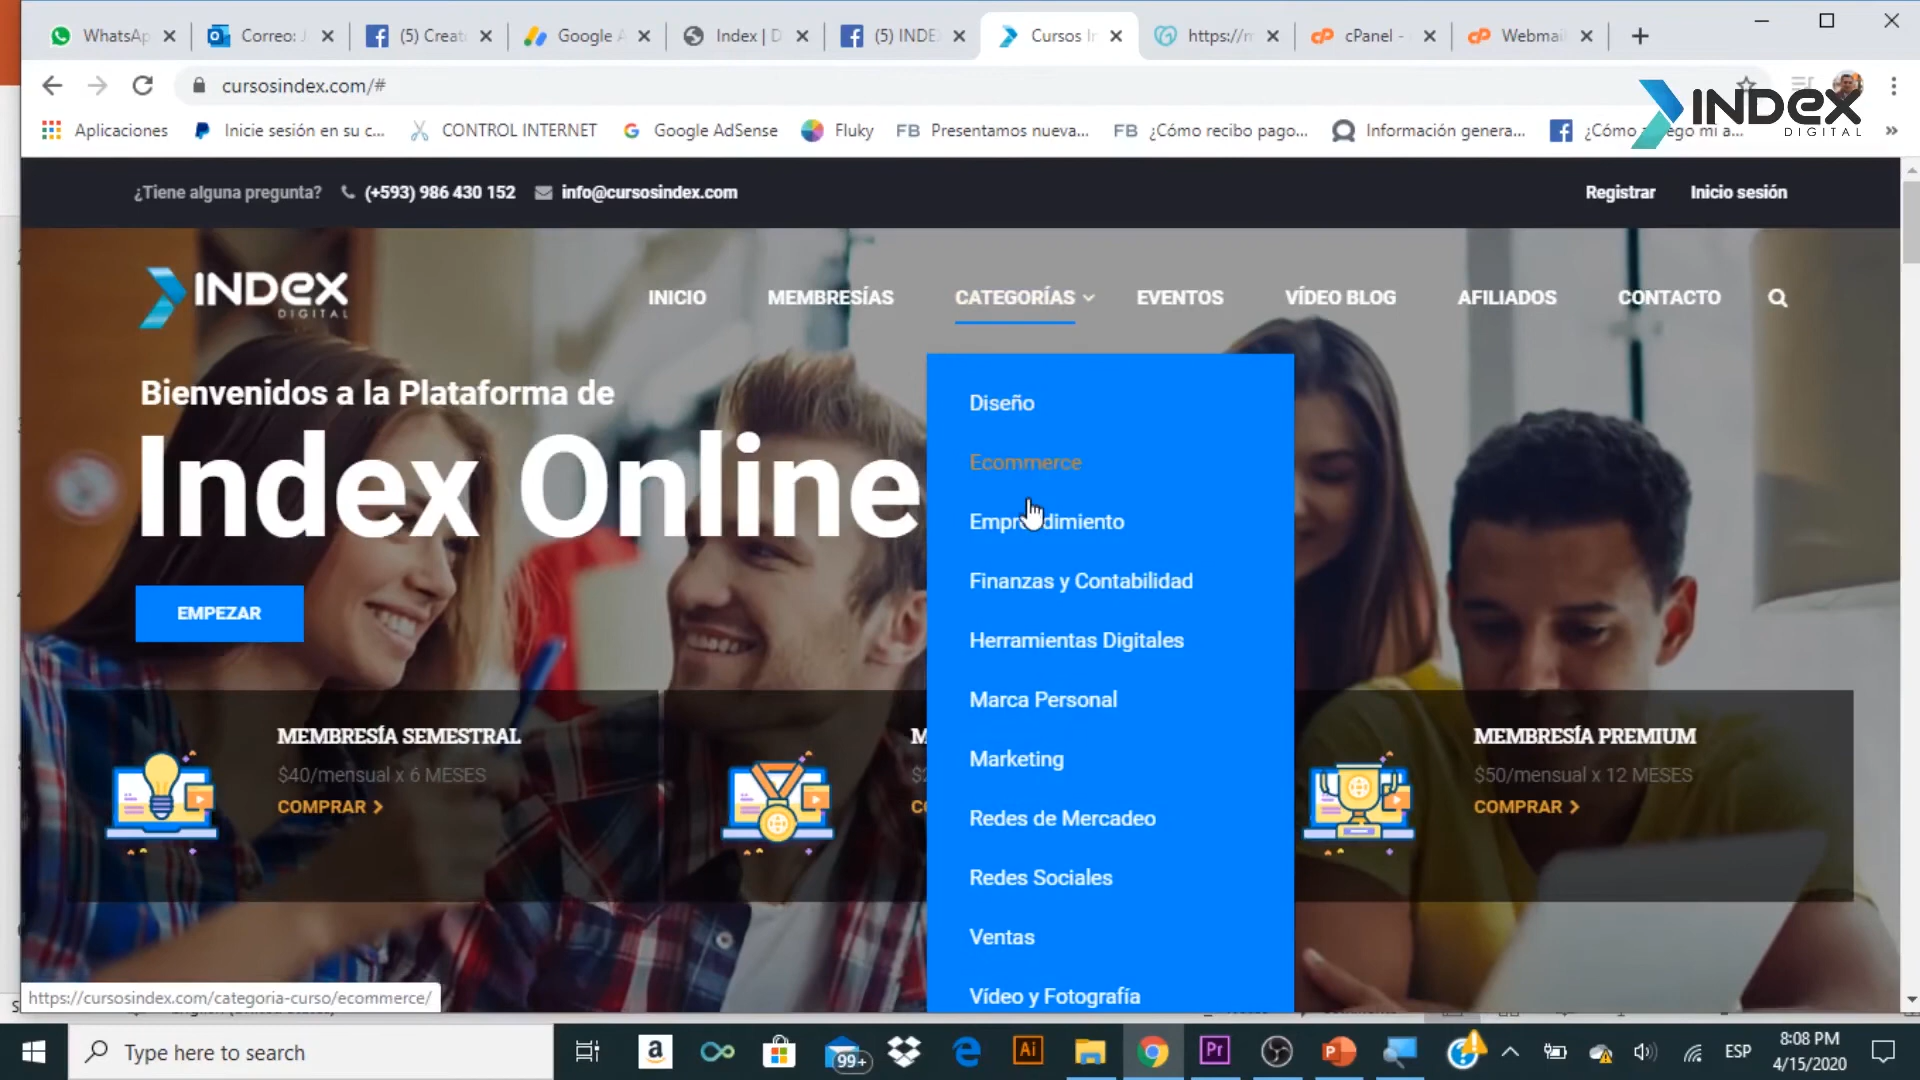 WhatsAp
Correo: J
(5) Creat
Google A
Index | D
(5) INDE
Cursos In
https://m
cPanel -
Webmai
cursosindex.com/#
INDEX
DIGITAL
Aplicaciones
Inicie sesión en su c...
CONTROL INTERNET
Google AdSense
Fluky
FB Presentamos nueva...
FB ¿Cómo recibo pago...
Información genera...
¿Cómo
»
¿Tiene alguna pregunta?
(+593) 986 430 152
info@cursosindex.com
Registrar
Inicio sesión
INDEX
DIGITAL
INICIO
MEMBRESÍAS
CATEGORÍAS
EVENTOS
VÍDEO BLOG
AFILIADOS
CONTACTO
Bienvenidos a la Plataforma de
Index Online
EMPEZAR
Diseño
Ecommerce
Emprendimiento
Finanzas y Contabilidad
Herramientas Digitales
Marca Personal
Marketing
Redes de Mercadeo
Redes Sociales
Ventas
Vídeo y Fotografía
MEMBRESÍA SEMESTRAL
$40/mensual x 6 MESES
COMPRAR
MEMBRESÍA PREMIUM
$50/mensual x 12 MESES
COMPRAR
https://cursosindex.com/categoria-curso/ecommerce/
Type here to search
99+
ESP
8:08 PM
4/15/2020